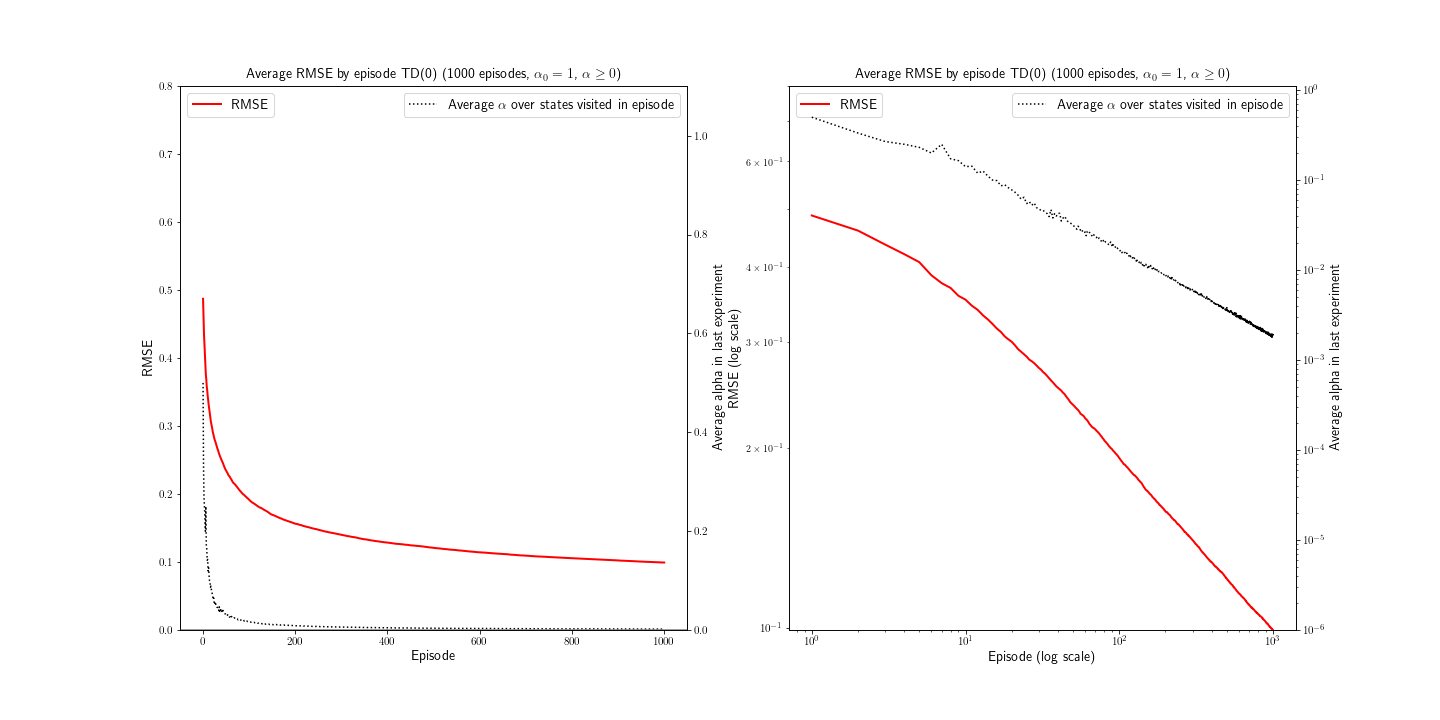 Average RMSE by episode TD(0) (1000 episodes, α₀ = 1, α ≥ 0)
RMSE
Average α over states visited in episode
0.8
0.7
0.6
0.5
0.4
0.3
0.2
0.1
0.0
RMSE
1.0
0.8
0.6
0.4
0.2
0.0
Average alpha in last experiment
0
200
400
600
800
1000
Episode
Average RMSE by episode TD(0) (1000 episodes, α₀ = 1, α ≥ 0)
RMSE
Average α over states visited in episode
6 × 10⁻¹
4 × 10⁻¹
3 × 10⁻¹
2 × 10⁻¹
10⁻¹
RMSE (log scale)
10⁰
10⁻¹
10⁻²
10⁻³
10⁻⁴
10⁻⁵
10⁻⁶
Average alpha in last experiment
10⁰
10¹
10²
10³
Episode (log scale)